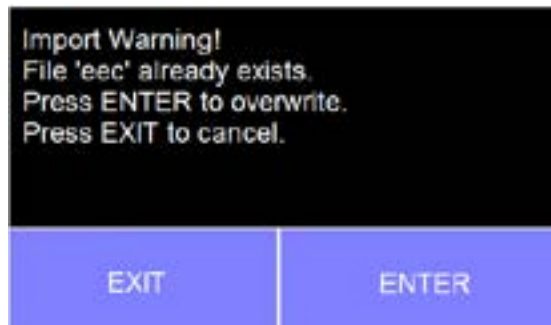 Import Warning!
File 'eec' already exists.
Press ENTER to overwrite.
Press EXIT to cancel.
EXIT
ENTER